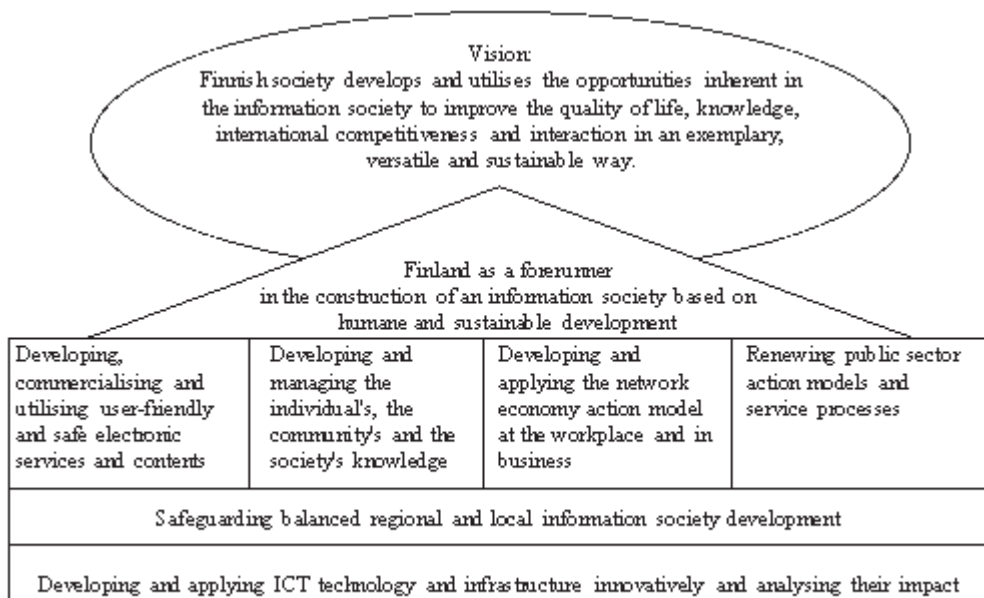 Vision:
Finnish society develops and utilises the opportunities inherent in
the information society to improve the quality of life, knowledge,
international competitiveness and interaction in an exemplary,
versatile and sustainable way.
Finland as a forerunner
in the construction of an information society based on
humane and sustainable development
Developing,
commercialising and
utilising user-friendly
and safe electronic
services and contents
Developing and
managing the
individual's, the
community's and the
society's knowledge
Developing and
applying the network
economy action model
at the workplace and in
business
Renewing public sector
action models and
service processes
Safeguarding balanced regional and local information society development
Developing and applying ICT technology and infrastructure innovatively and analysing their impact